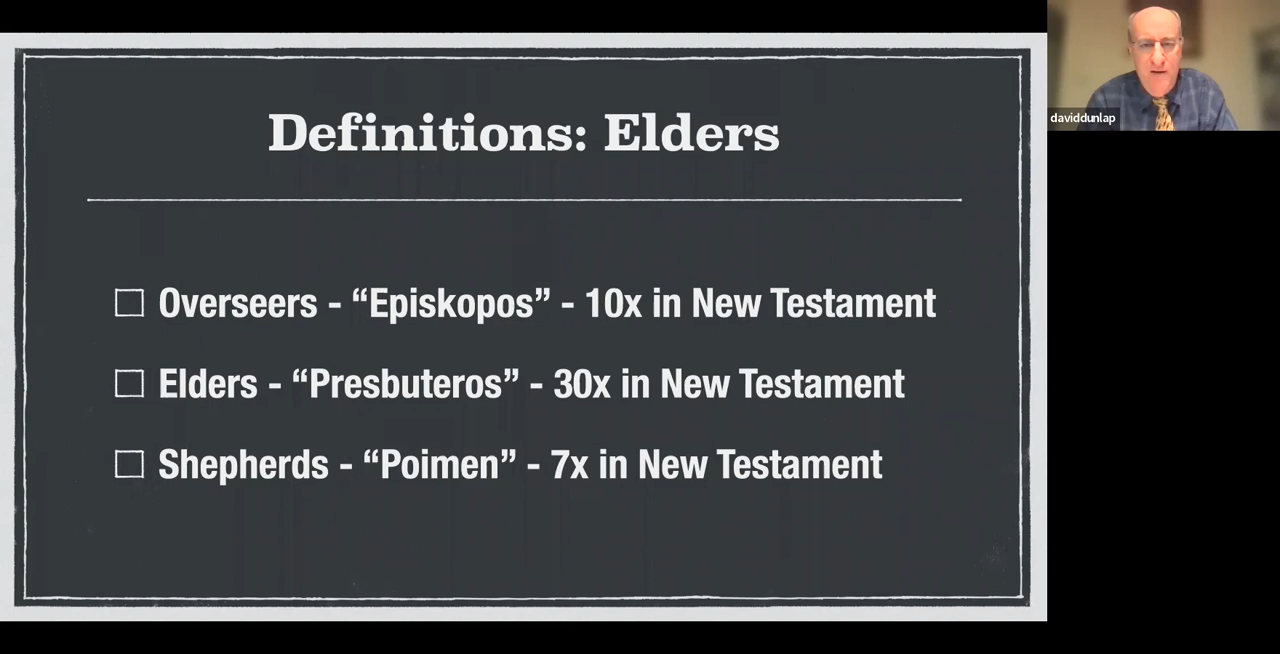 Definitions: Elders
Overseers - “Episkopos” - 10x in New Testament
Elders - “Presbuteros” - 30x in New Testament
Shepherds - “Poimen” - 7x in New Testament
daviddunlap